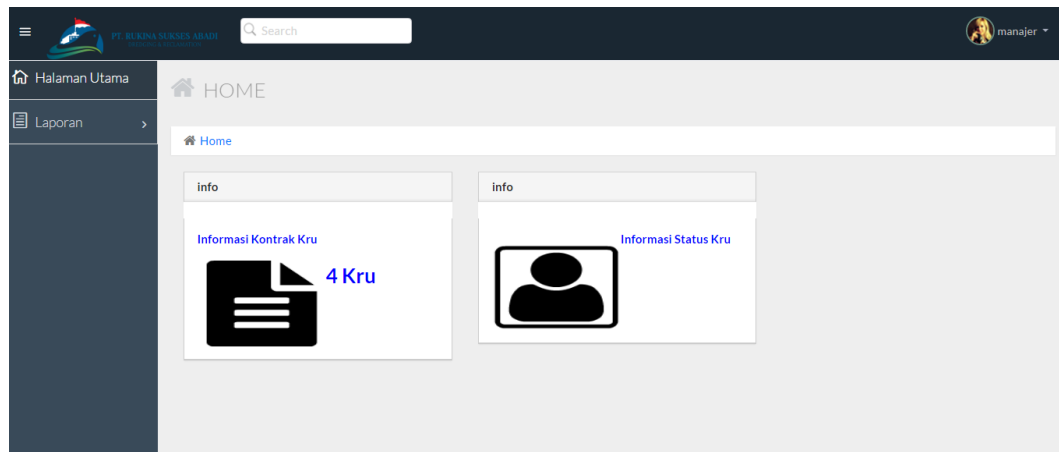 PT. RUKINA SUKSES ABADI
Search
manajer
Halaman Utama
Laporan
HOME
Home
info
Informasi Kontrak Kru
4 Kru
info
Informasi Status Kru